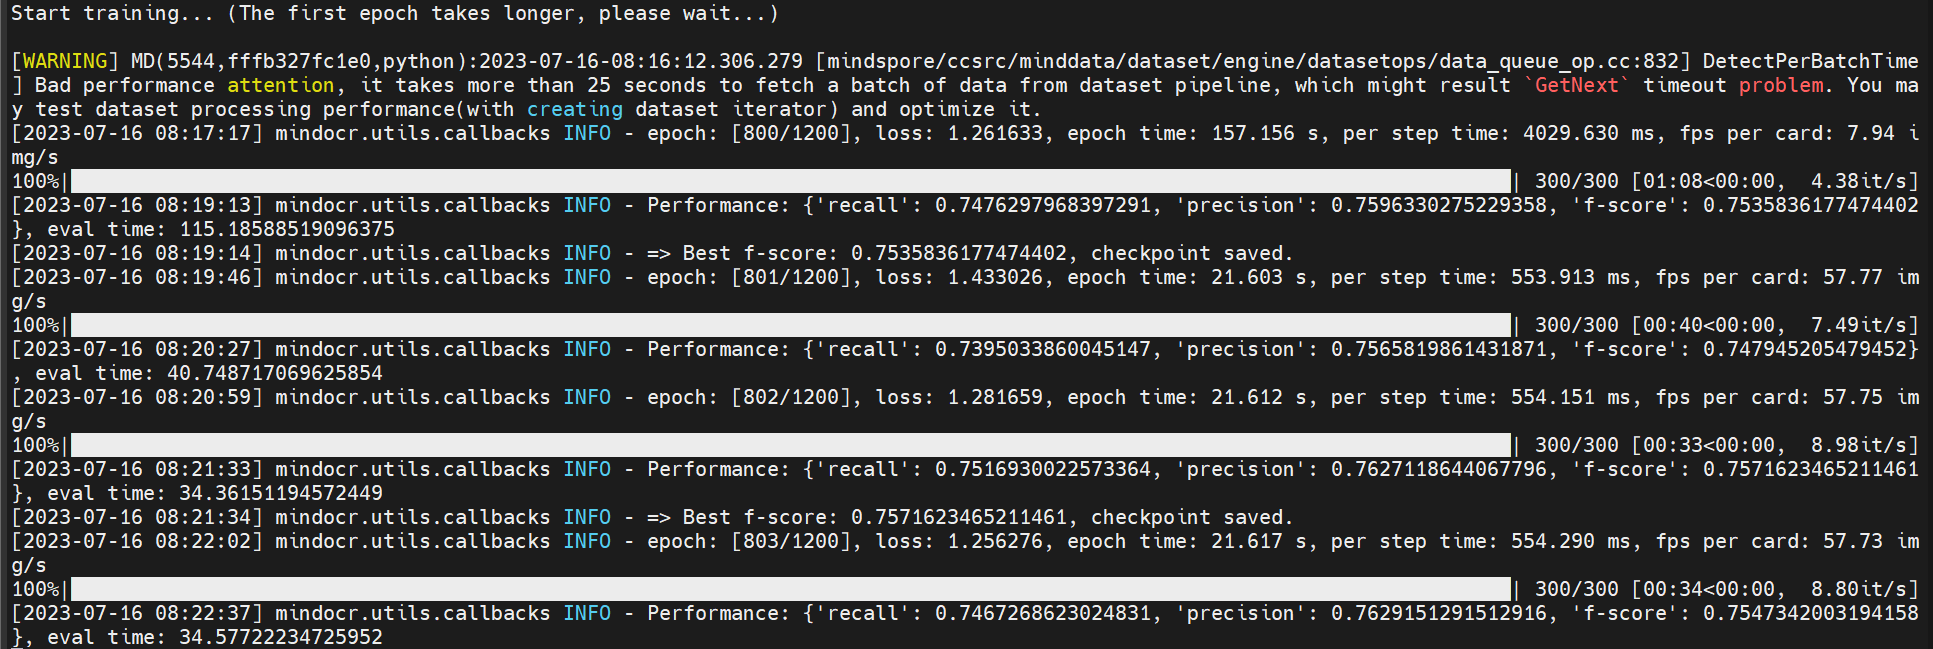 Start training... (The first epoch takes longer, please wait...)
[WARNING] MD(5544,fffb327fc1e0,python):2023-07-16-08:16:12.306.279 [mindspore/ccsrc/minddata/dataset/engine/datasetops/data_queue_op.cc:832] DetectPerBatchTime
] Bad performance attention, it takes more than 25 seconds to fetch a batch of data from dataset pipeline, which might result `GetNext` timeout problem. You ma
y test dataset processing performance(with creating dataset iterator) and optimize it.
[2023-07-16 08:17:17] mindocr.utils.callbacks INFO - epoch: [800/1200], loss: 1.261633, epoch time: 157.156 s, per step time: 4029.630 ms, fps per card: 7.94 i
mg/s
100%| | 300/300 [01:08<00:00,  4.38it/s]
[2023-07-16 08:19:13] mindocr.utils.callbacks INFO - Performance: {'recall': 0.7476297968397291, 'precision': 0.7596330275229358, 'f-score': 0.7535836177474402
}, eval time: 115.18588519096375
[2023-07-16 08:19:14] mindocr.utils.callbacks INFO - => Best f-score: 0.7535836177474402, checkpoint saved.
[2023-07-16 08:19:46] mindocr.utils.callbacks INFO - epoch: [801/1200], loss: 1.433026, epoch time: 21.603 s, per step time: 553.913 ms, fps per card: 57.77 im
g/s
100%| | 300/300 [00:40<00:00,  7.49it/s]
[2023-07-16 08:20:27] mindocr.utils.callbacks INFO - Performance: {'recall': 0.7395033860045147, 'precision': 0.7565819861431871, 'f-score': 0.747945205479452}
, eval time: 40.748717069625854
[2023-07-16 08:20:59] mindocr.utils.callbacks INFO - epoch: [802/1200], loss: 1.281659, epoch time: 21.612 s, per step time: 554.151 ms, fps per card: 57.75 im
g/s
100%| | 300/300 [00:33<00:00,  8.98it/s]
[2023-07-16 08:21:33] mindocr.utils.callbacks INFO - Performance: {'recall': 0.7516930022573364, 'precision': 0.7627118644067796, 'f-score': 0.7571623465211461
}, eval time: 34.36151194572449
[2023-07-16 08:21:34] mindocr.utils.callbacks INFO - => Best f-score: 0.7571623465211461, checkpoint saved.
[2023-07-16 08:22:02] mindocr.utils.callbacks INFO - epoch: [803/1200], loss: 1.256276, epoch time: 21.617 s, per step time: 554.290 ms, fps per card: 57.73 im
g/s
100%| | 300/300 [00:34<00:00,  8.80it/s]
[2023-07-16 08:22:37] mindocr.utils.callbacks INFO - Performance: {'recall': 0.7467268623024831, 'precision': 0.7629151291512916, 'f-score': 0.7547342003194158
}, eval time: 34.57722234725952